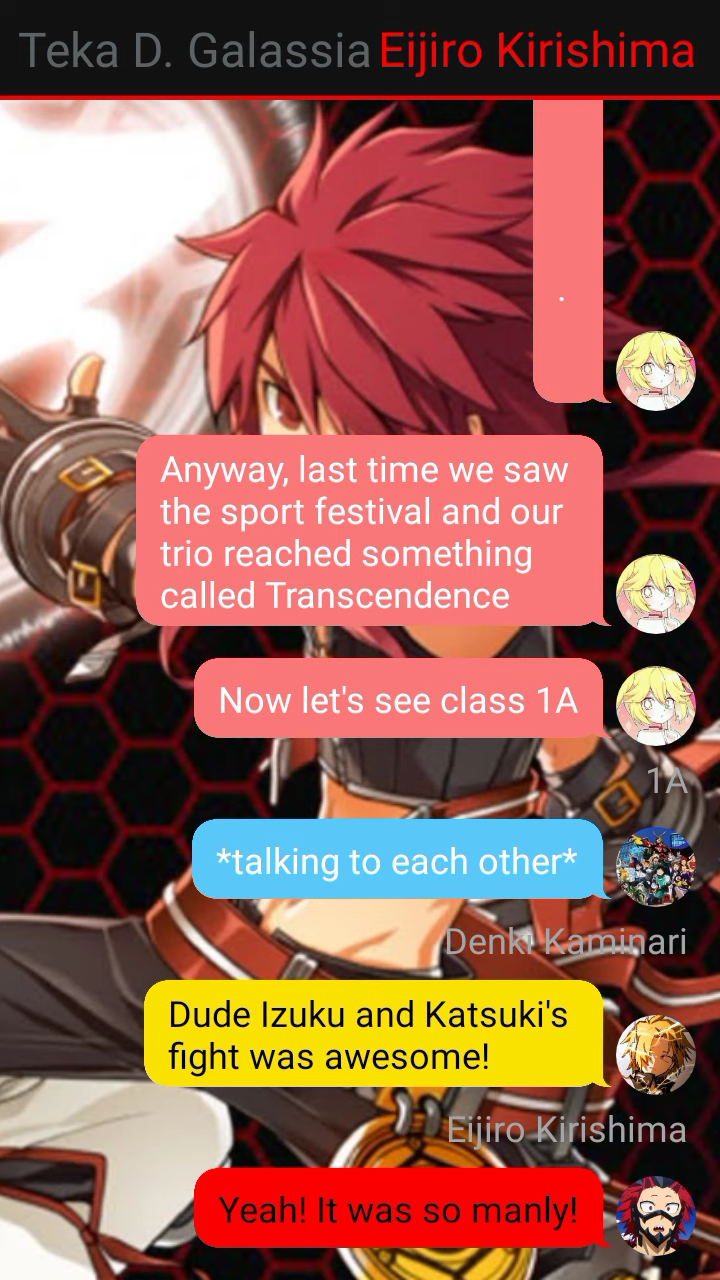 Teka D. Galassia Eijiro Kirishima
.
Anyway, last time we saw
the sport festival and our
trio reached something
called Transcendence
Now let's see class 1A
1A
*talking to each other*
Denki Kaminari
Dude Izuku and Katsuki's
fight was awesome!
Eijiro Kirishima
Yeah! It was so manly!